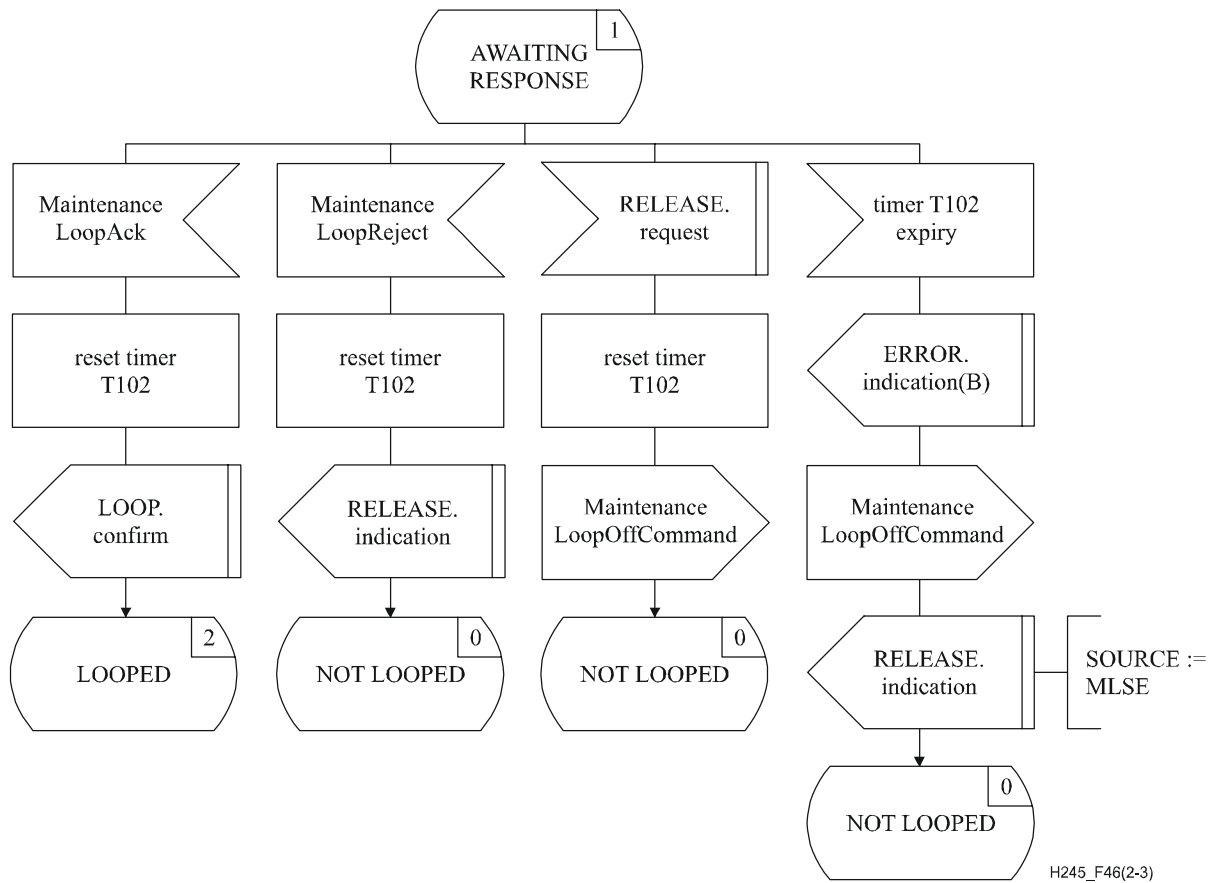 1
AWAITING
RESPONSE
Maintenance
LoopAck
Maintenance
LoopReject
RELEASE.
request
timer T102
expiry
reset timer
T102
reset timer
T102
reset timer
T102
ERROR.
indication(B)
LOOP.
confirm
RELEASE.
indication
Maintenance
LoopOffCommand
Maintenance
LoopOffCommand
2
LOOPED
0
NOT LOOPED
0
NOT LOOPED
RELEASE.
indication
SOURCE :=
MLSE
0
NOT LOOPED
H245_F46(2-3)